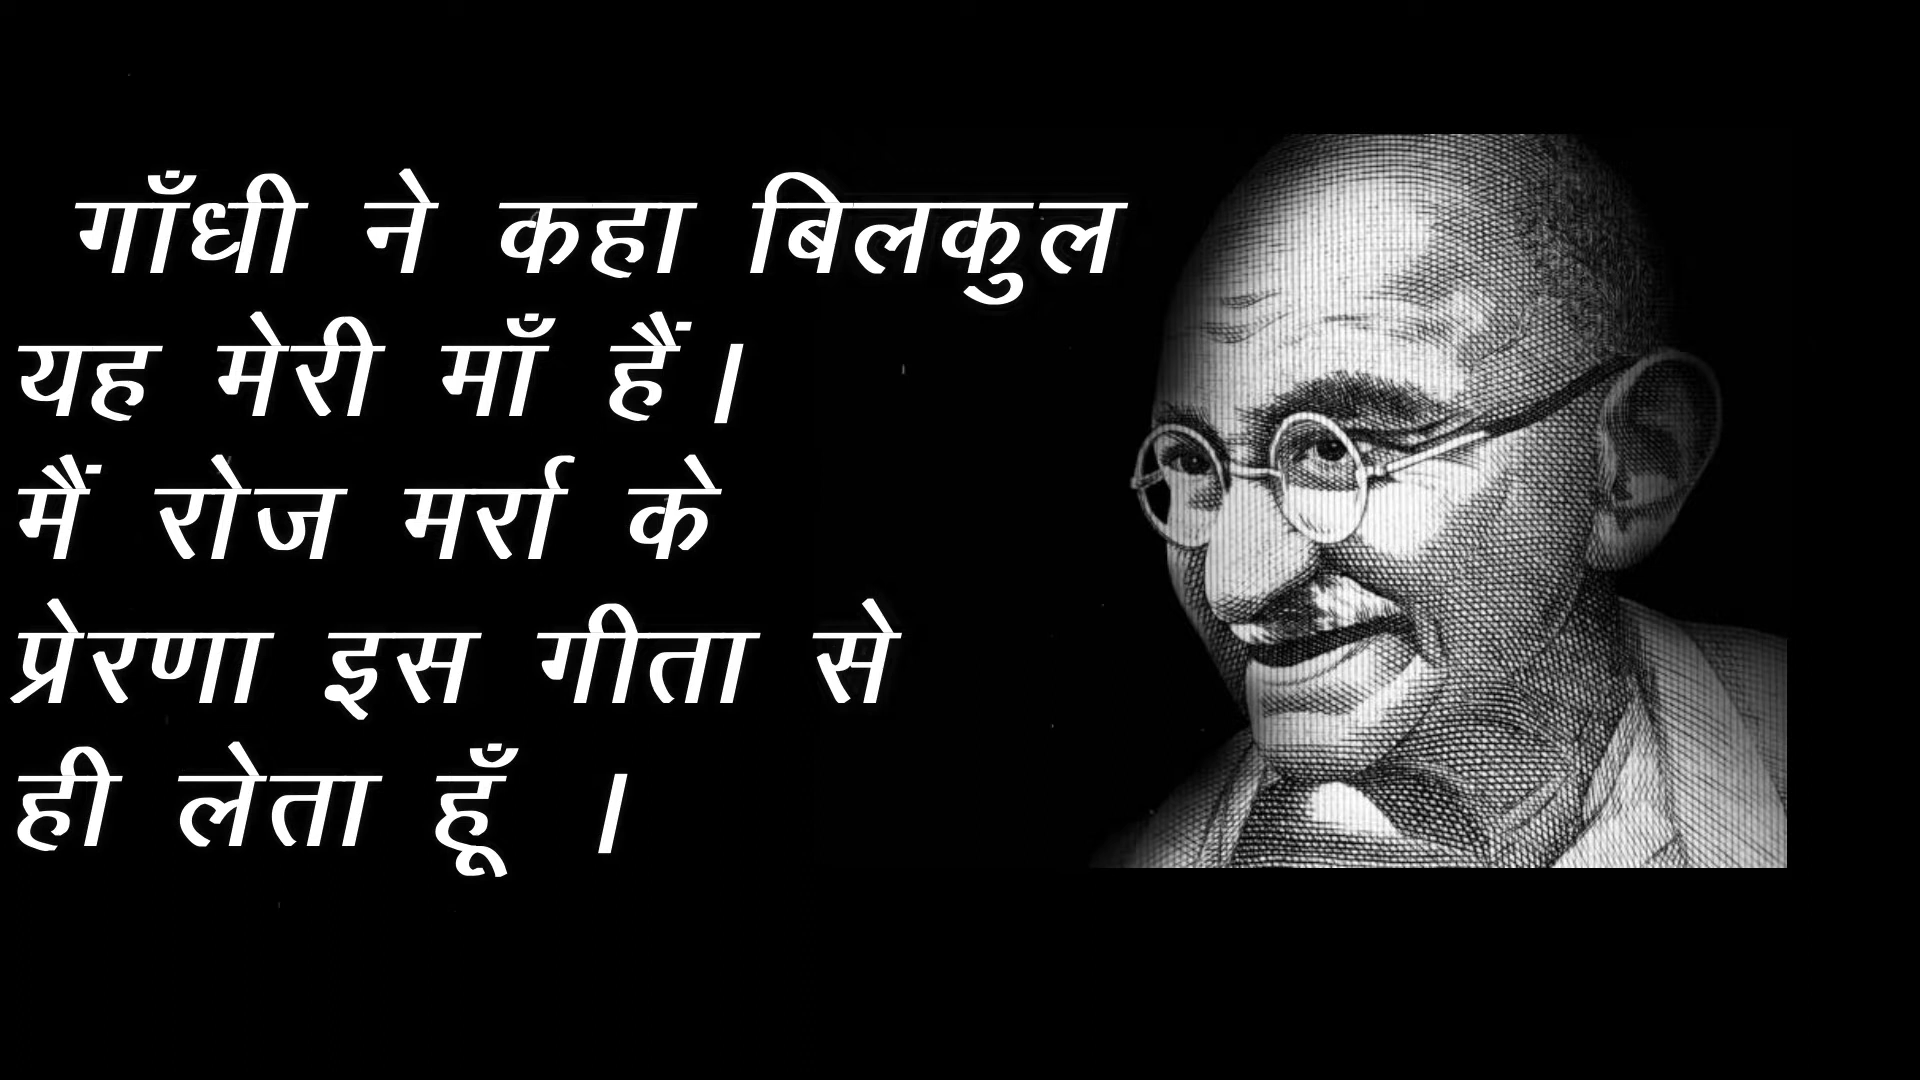 गाँधी ने कहा बिलकुल
यह मेरी माँ हैं।
मैं रोज मर्रा के
प्रेरणा इस गीता से
ही लेता हूँ ।